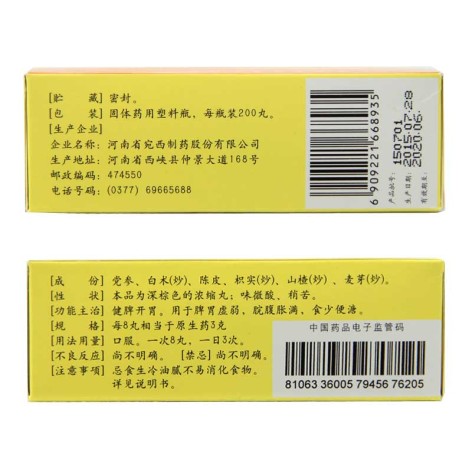 [贮　　藏] 密封。
[包　　装] 固体药用塑料瓶，每瓶装200丸。
[生产企业]
企业名称：河南省宛西制药股份有限公司
生产地址：河南省西峡县仲景大道168号
邮政编码：474550
电话号码：(0377) 69665688
6 909221 668935
产品批号：150701
生产日期：2015.07.28
有效期至：2020.06.
[成　　份] 党参、白术(炒)、陈皮、枳实(炒)、山楂(炒)、麦芽(炒)。
[性　　状] 本品为深棕色的浓缩丸；味微酸、稍苦。
[功能主治] 健脾开胃。用于脾胃虚弱，脘腹胀满，食少便溏。
[规　　格] 每8丸相当于原生药3克
[用法用量] 口服。一次8丸，一日3次。
[不良反应] 尚不明确。[禁忌] 尚不明确。
[注意事项] 忌食生冷油腻不易消化食物。
详见说明书。
中国药品电子监管码
81063 36005 79456 76205